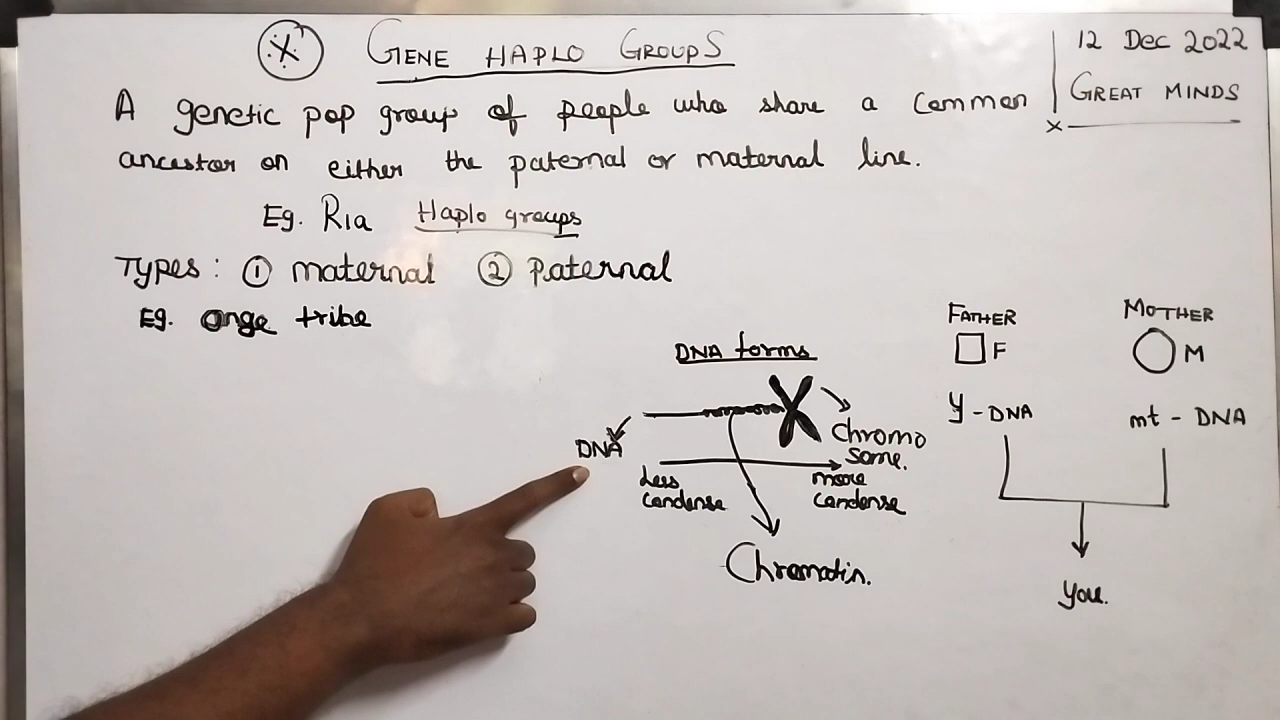 GENE HAPLO GROUPS
12 Dec 2022
GREAT MINDS
A genetic pop group of people who share a common
ancestor on either the paternal or maternal line.
Eg. R1a Haplo groups
TYPES: ① maternal ② Paternal
Eg. onge tribe
FATHER
MOTHER
F
M
DNA forms
y-DNA
mt-DNA
DNA
Chromo
some.
Less
condense
more
condense
Chromatin.
you.